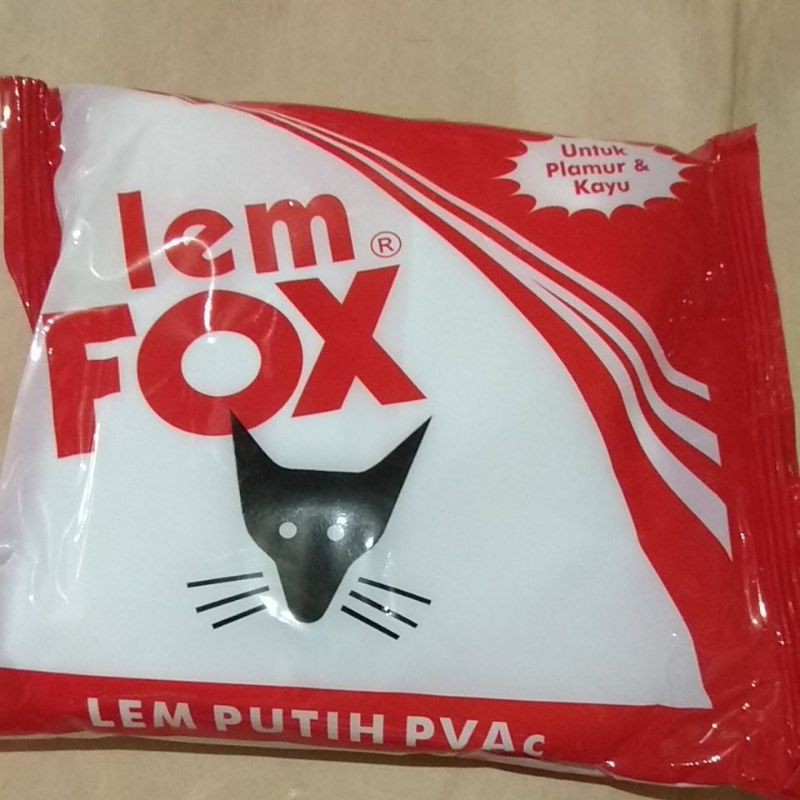 Untuk
Plamur &
Kayu
lem ®
FOX
LEM PUTIH PVAc